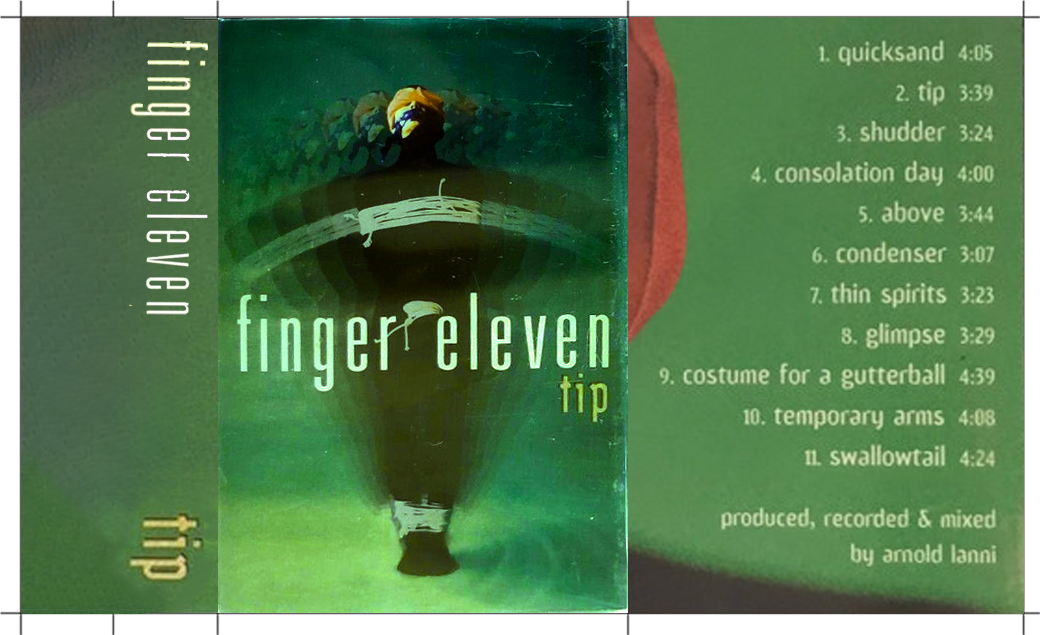 finger eleven
tip
finger eleven
tip
1. quicksand 4:05
2. tip 3:39
3. shudder 3:24
4. consolation day 4:00
5. above 3:44
6. condenser 3:07
7. thin spirits 3:23
8. glimpse 3:29
9. costume for a gutterball 4:39
10. temporary arms 4:08
11. swallowtail 4:24
produced, recorded & mixed
by arnold lanni